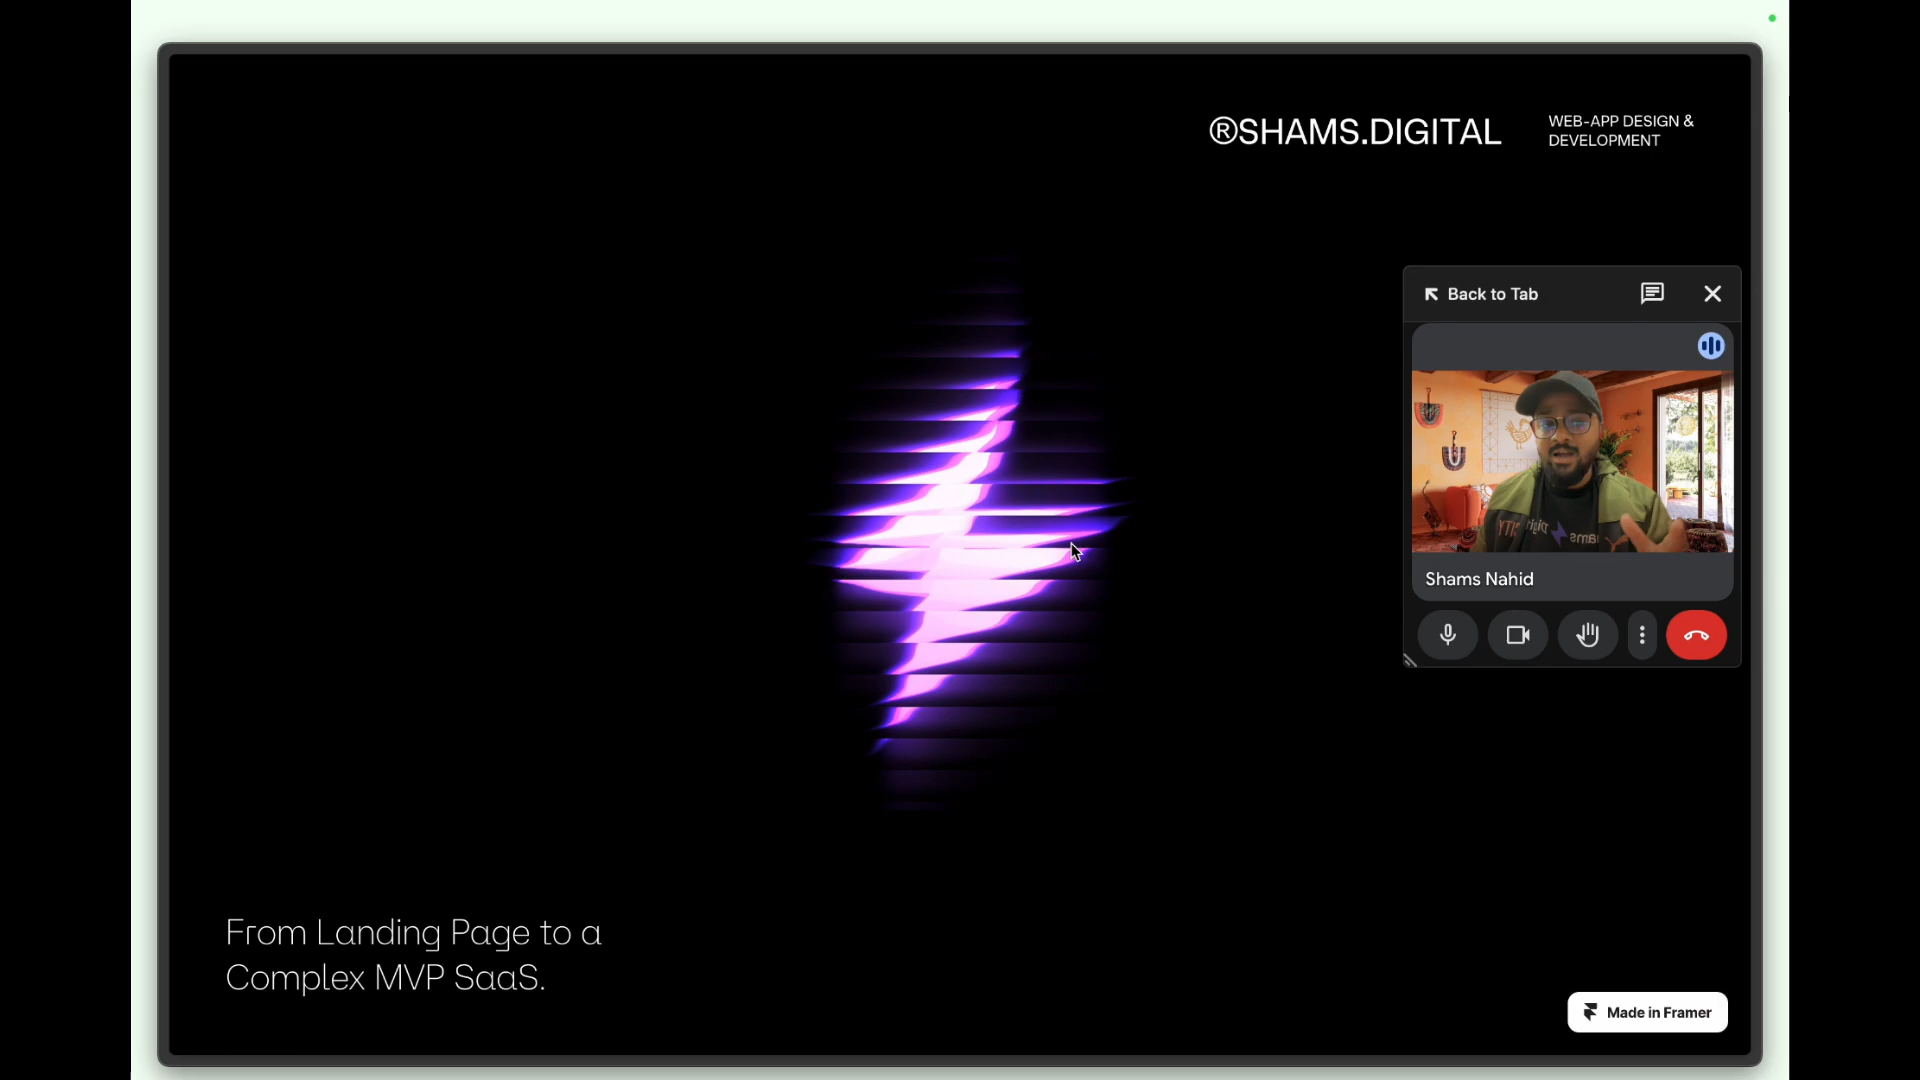 ®SHAMS.DIGITAL
WEB-APP DESIGN &
DEVELOPMENT
Back to Tab
Shams Nahid
From Landing Page to a
Complex MVP SaaS.
Made in Framer